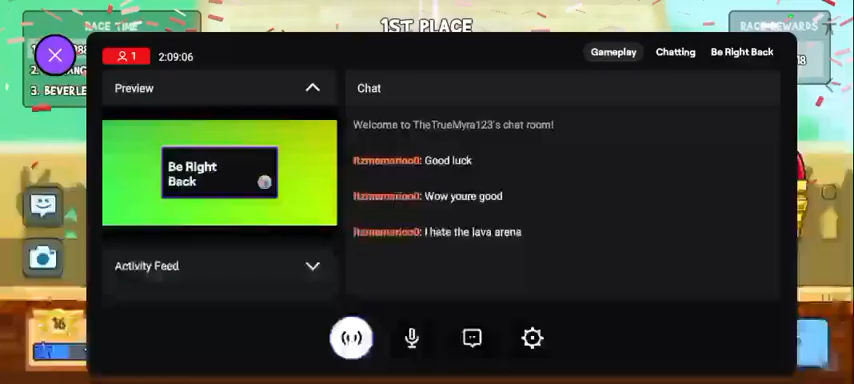 RACE TIME
1ST PLACE
RACE REWARDS
1
2:09:06
Gameplay
Chatting
Be Right Back
2.
3. BEVERLE
Preview
Chat
Welcome to TheTrueMyra123's chat room!
Be Right
Back
Good luck
Wow youre good
I hate the lava arena
Activity Feed
16